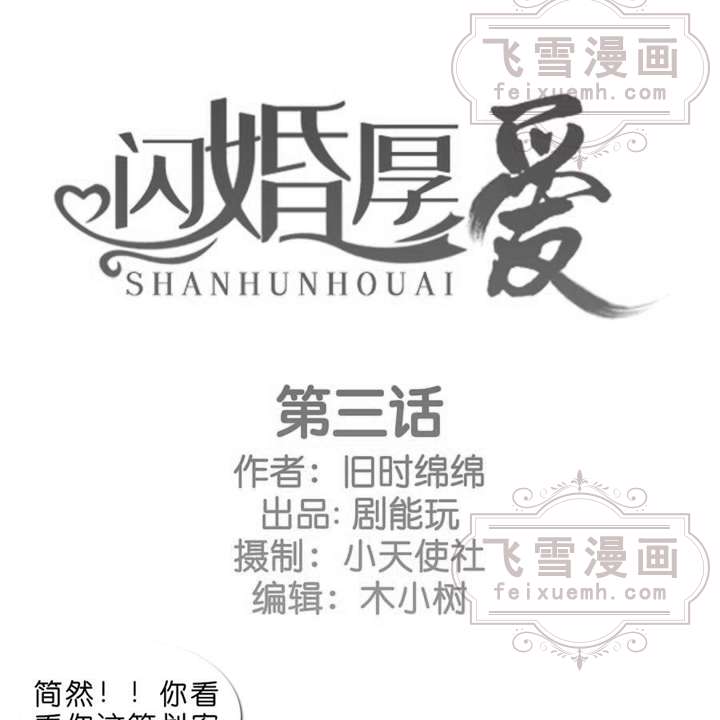 飞雪漫画
feixuemh.com
闪婚厚爱
SHANHUNHOUAI
第三话
作者：旧时绵绵
出品：剧能玩
摄制：小天使社
编辑：木小树
飞雪漫画
feixuemh.com
简然！！你看